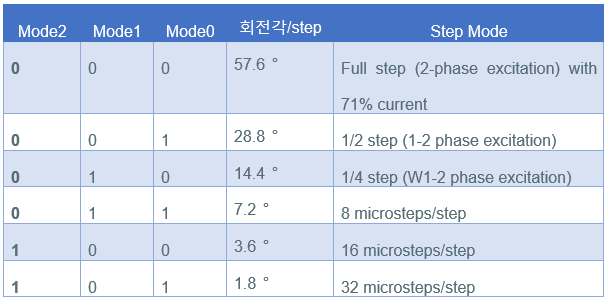 Mode2 Mode1 Mode0 회전각/step Step Mode
0 0 0 57.6 ° Full step (2-phase excitation) with
71% current
0 0 1 28.8 ° 1/2 step (1-2 phase excitation)
0 1 0 14.4 ° 1/4 step (W1-2 phase excitation)
0 1 1 7.2 ° 8 microsteps/step
1 0 0 3.6 ° 16 microsteps/step
1 0 1 1.8 ° 32 microsteps/step